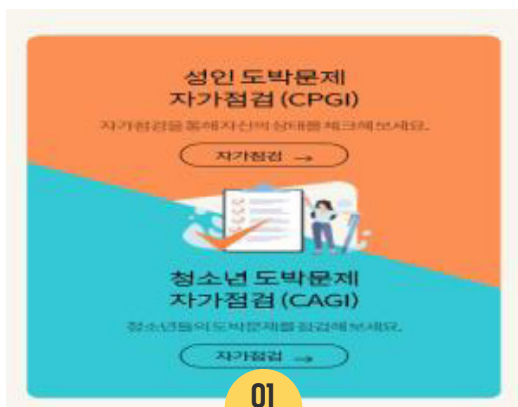 성인 도박문제
자가점검 (CPGI)
자가점검을 통해 자신의 상태를 체크해보세요.
자가점검 →
청소년 도박문제
자가점검 (CAGI)
청소년들의 도박문제를 점검해보세요.
자가점검 →
01